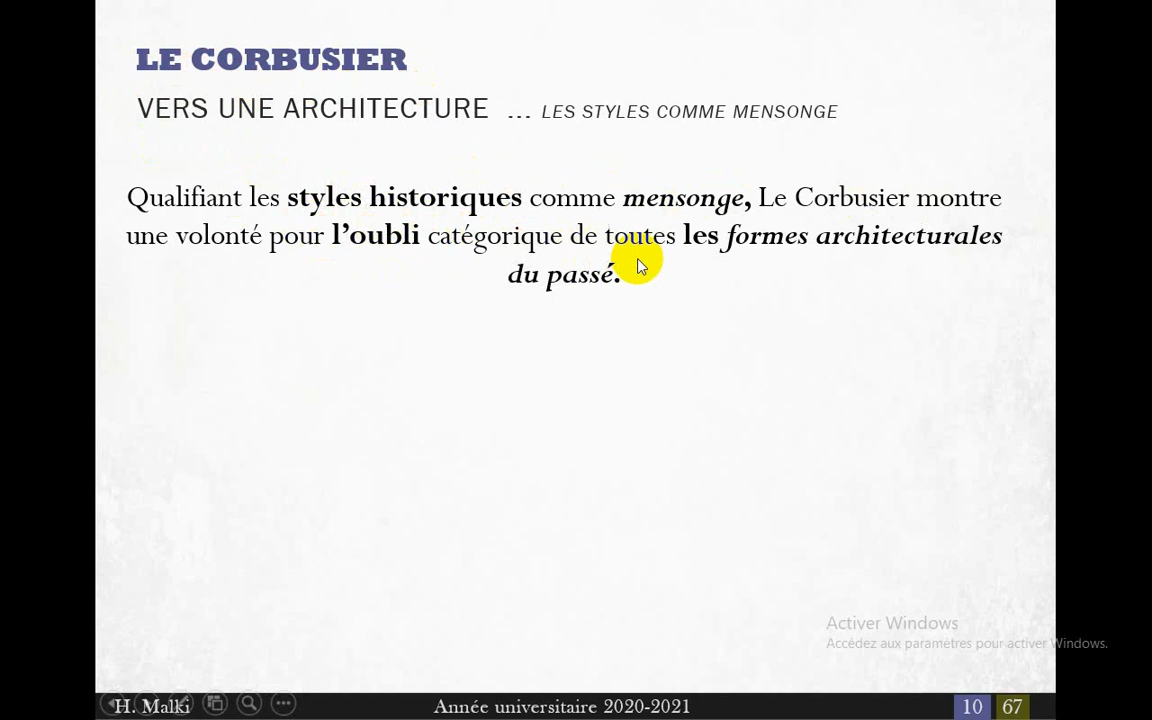 LE CORBUSIER
VERS UNE ARCHITECTURE ... LES STYLES COMME MENSONGE
Qualifiant les styles historiques comme mensonge, Le Corbusier montre
une volonté pour l’oubli catégorique de toutes les formes architecturales
du passé.
Activer Windows
Accédez aux paramètres pour activer Windows.
H. Malki Année universitaire 2020-2021 10 67